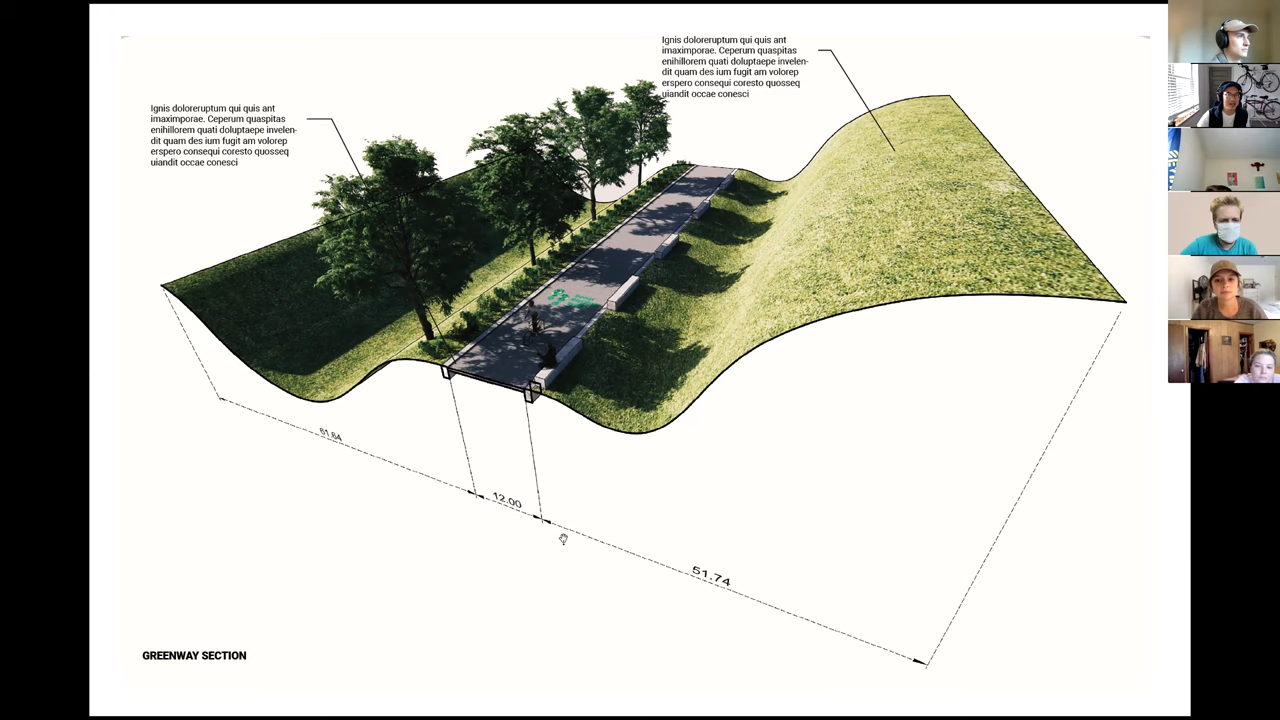 Ignis doloreruptum qui quis ant
imaximporae. Ceperum quaspitas
enihillorem quati doluptaepe invelen-
dit quam des ium fugit am volorep
erspero consequi coresto quosseq
uiandit occae conesci
Ignis doloreruptum qui quis ant
imaximporae. Ceperum quaspitas
enihillorem quati doluptaepe invelen-
dit quam des ium fugit am volorep
erspero consequi coresto quosseq
uiandit occae conesci
61.64
12.00
51.74
GREENWAY SECTION